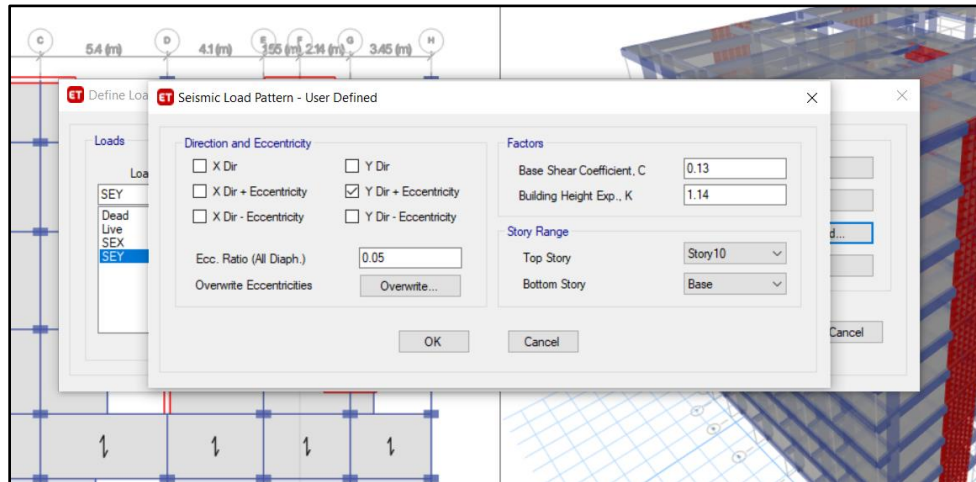 C
5.4 (m)
D
4.1 (m)
E
1.55 (m)
F
2.14 (m)
G
3.45 (m)
H
ET Define Loa
ET Seismic Load Pattern - User Defined
Loads
Loa
SEY
Dead
Live
SEX
SEY
Direction and Eccentricity
X Dir
Y Dir
X Dir + Eccentricity
Y Dir + Eccentricity
X Dir - Eccentricity
Y Dir - Eccentricity
Ecc. Ratio (All Diaph.) 0.05
Overwrite Eccentricities Overwrite...
Factors
Base Shear Coefficient, C 0.13
Building Height Exp., K 1.14
Story Range
Top Story Story10
Bottom Story Base
OK
Cancel
d...
Cancel